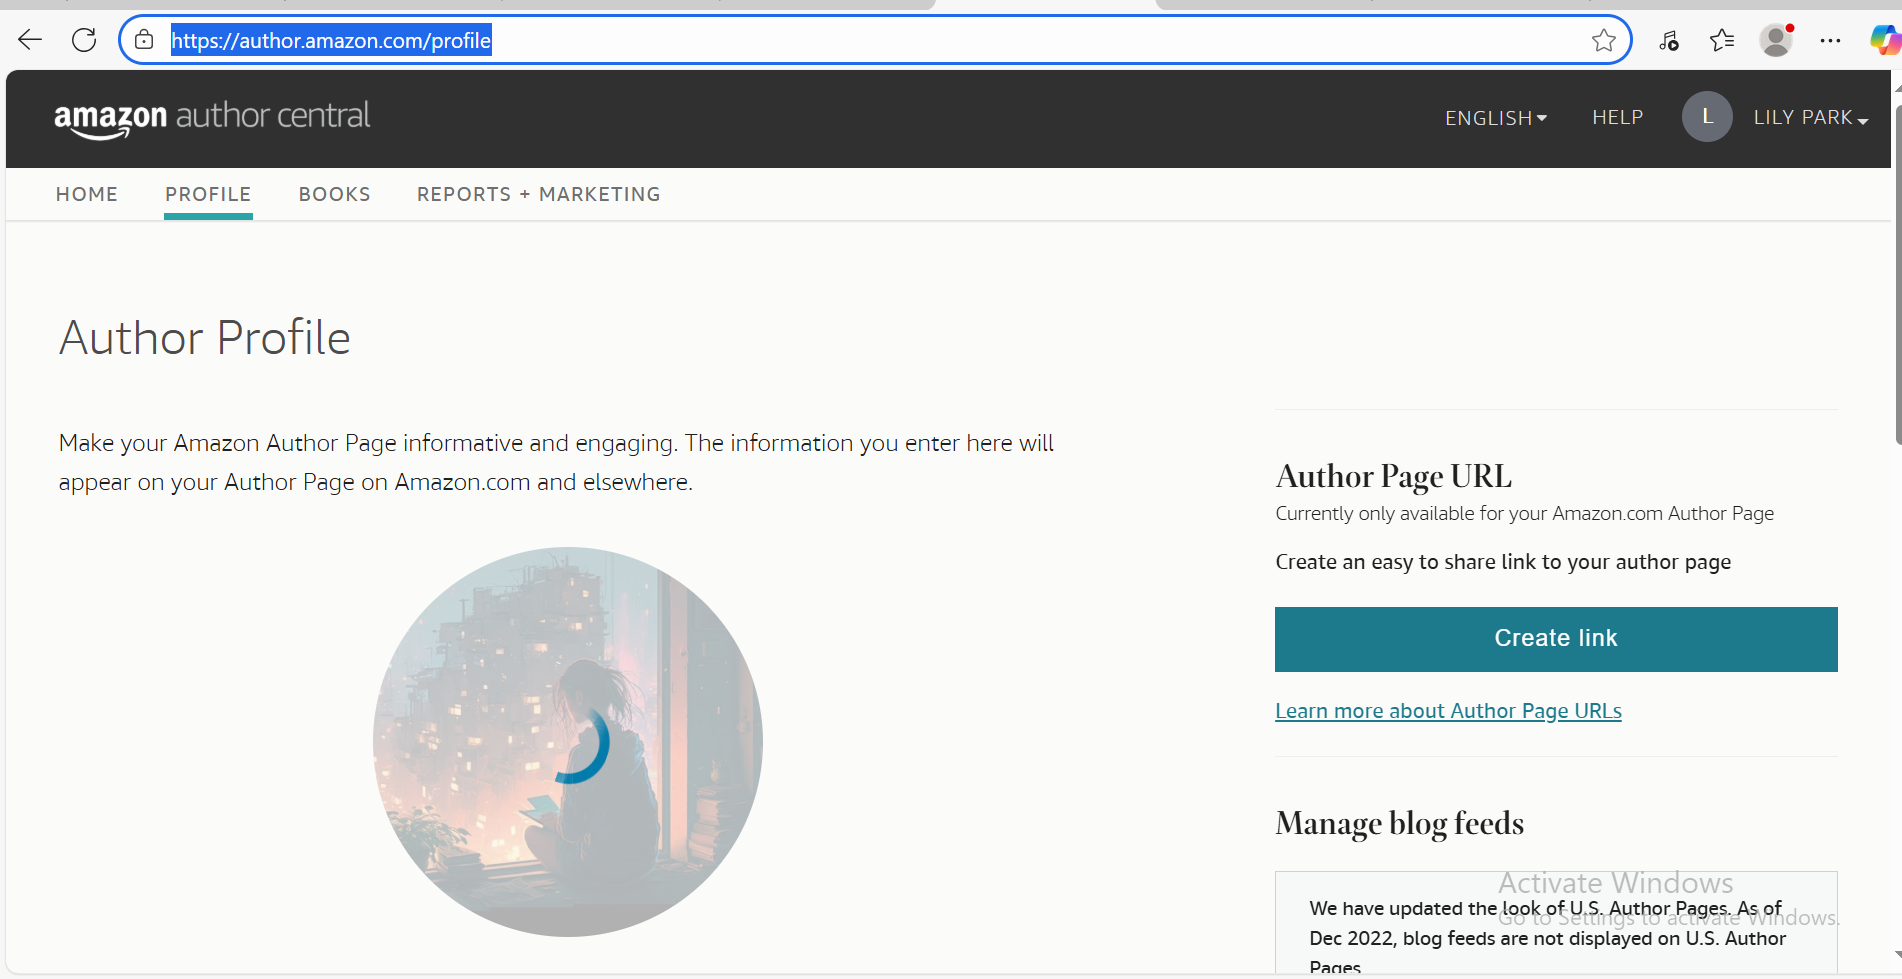 https://author.amazon.com/profile
amazon author central
ENGLISH
HELP
L
LILY PARK
HOME
PROFILE
BOOKS
REPORTS + MARKETING
Author Profile
Make your Amazon Author Page informative and engaging. The information you enter here will
appear on your Author Page on Amazon.com and elsewhere.
Author Page URL
Currently only available for your Amazon.com Author Page
Create an easy to share link to your author page
Create link
Learn more about Author Page URLs
Manage blog feeds
We have updated the look of U.S. Author Pages. As of
Dec 2022, blog feeds are not displayed on U.S. Author
Pages
Activate Windows
Go to Settings to activate Windows.